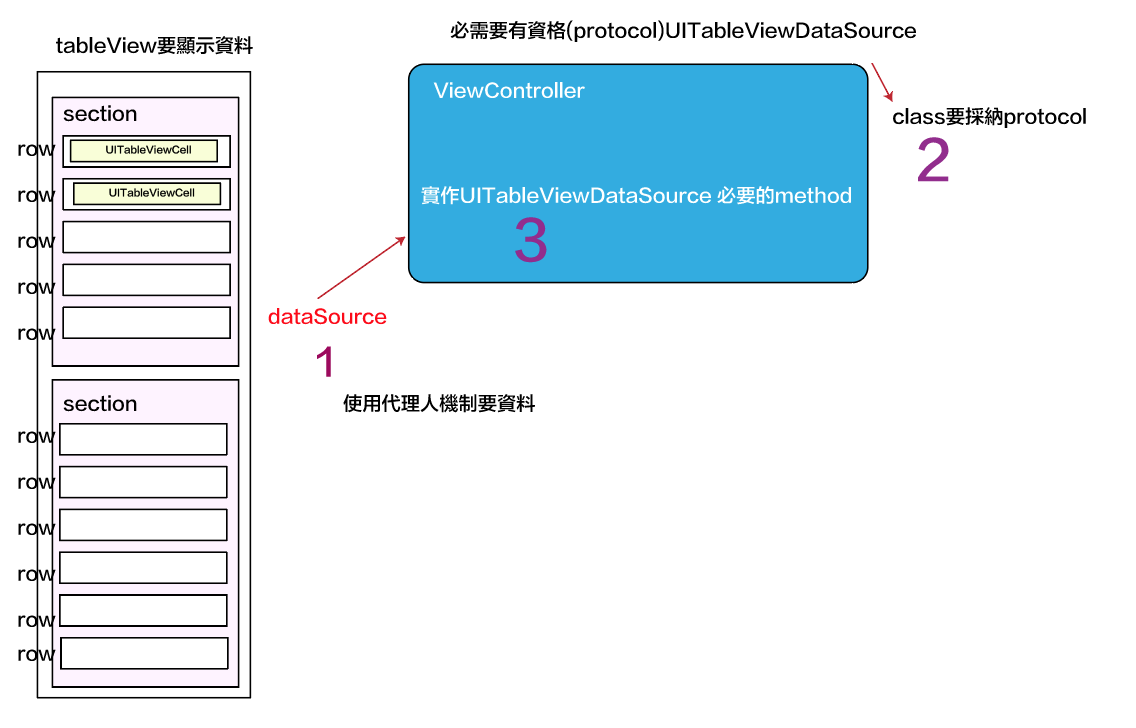 tableView要顯示資料
section
row
UITableViewCell
row
UITableViewCell
row
row
row
section
row
row
row
row
row
row
必需要有資格(protocol)UITableViewDataSource
ViewController
class要採納protocol
2
實作UITableViewDataSource 必要的method
3
dataSource
1
使用代理人機制要資料